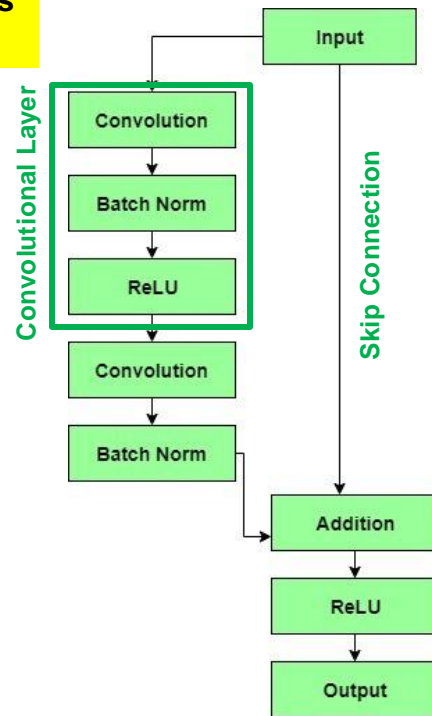 s
Input
Convolutional Layer
Convolution
Batch Norm
ReLU
Skip Connection
Convolution
Batch Norm
Addition
ReLU
Output